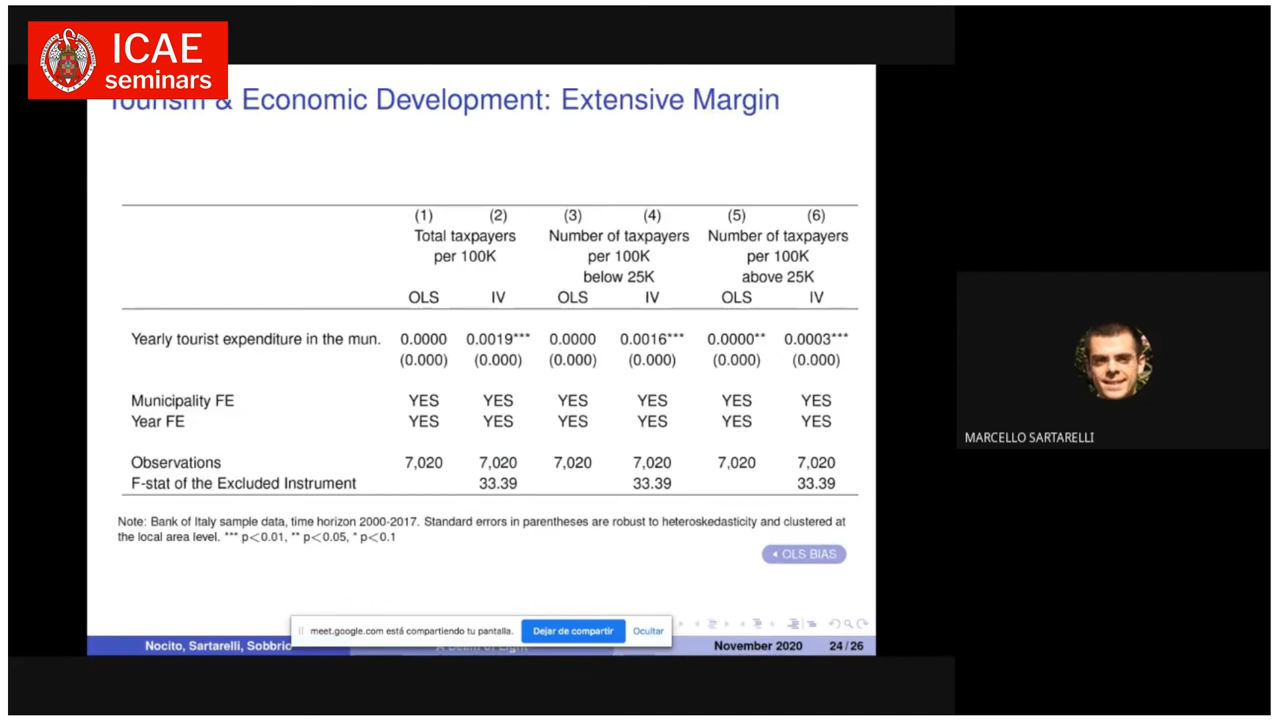 ICAE
seminars
Tourism & Economic Development: Extensive Margin
(1) (2) (3) (4) (5) (6)
Total taxpayers Number of taxpayers Number of taxpayers
per 100K per 100K per 100K
below 25K above 25K
OLS IV OLS IV OLS IV
Yearly tourist expenditure in the mun. 0.0000 0.0019*** 0.0000 0.0016*** 0.0000** 0.0003***
(0.000) (0.000) (0.000) (0.000) (0.000) (0.000)
Municipality FE YES YES YES YES YES YES
Year FE YES YES YES YES YES YES
Observations 7,020 7,020 7,020 7,020 7,020 7,020
F-stat of the Excluded Instrument 33.39 33.39 33.39
Note: Bank of Italy sample data, time horizon 2000-2017. Standard errors in parentheses are robust to heteroskedasticity and clustered at
the local area level. *** p<0.01, ** p<0.05, * p<0.1
OLS BIAS
meet.google.com está compartiendo tu pantalla. Dejar de compartir Ocultar
Nocito, Sartarelli, Sobbrio November 2020 24/26
MARCELLO SARTARELLI